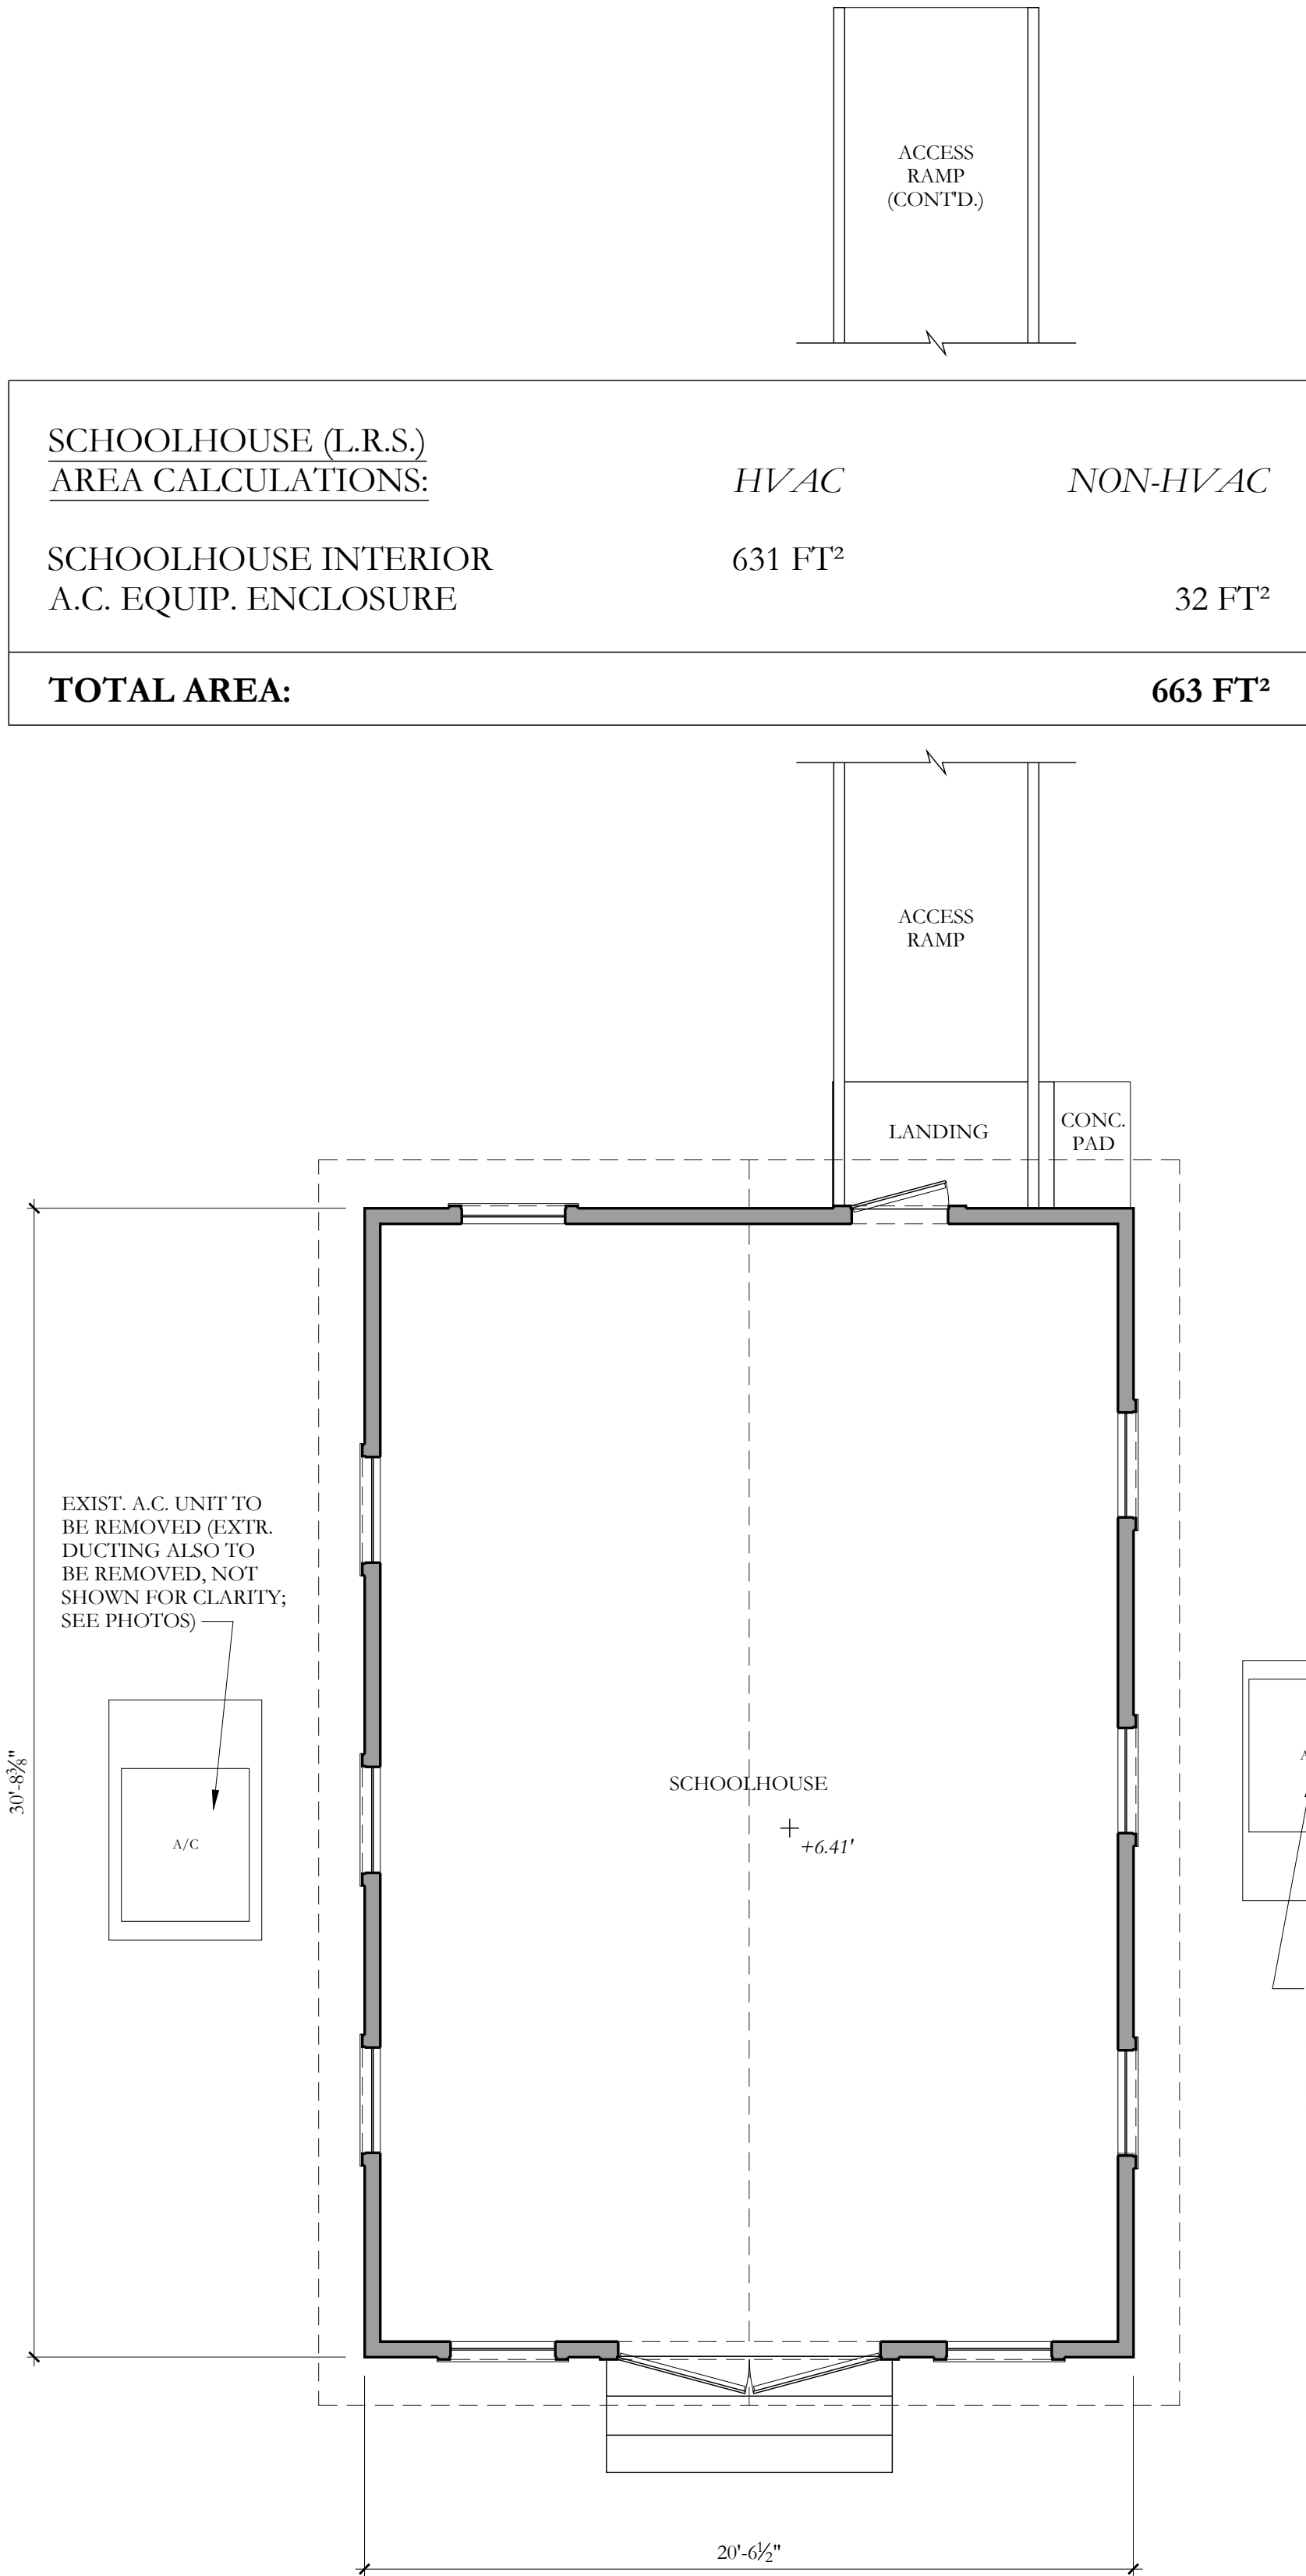 ACCESS
RAMP
(CONT'D.)
SCHOOLHOUSE (L.R.S.)
AREA CALCULATIONS: HVAC NON-HVAC
SCHOOLHOUSE INTERIOR 631 FT²
A.C. EQUIP. ENCLOSURE 32 FT²
TOTAL AREA: 663 FT²
ACCESS
RAMP
LANDING
CONC.
PAD
EXIST. A.C. UNIT TO
BE REMOVED (EXTR.
DUCTING ALSO TO
BE REMOVED, NOT
SHOWN FOR CLARITY;
SEE PHOTOS)
30'-8⅜"
A/C
SCHOOLHOUSE
+6.41'
20'-6½"